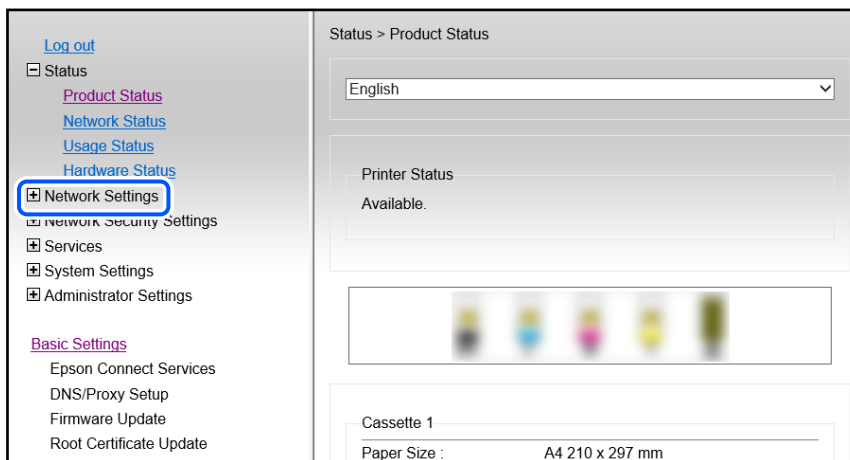 Log out
Status
Product Status
Network Status
Usage Status
Hardware Status
Network Settings
Network Security Settings
Services
System Settings
Administrator Settings
Basic Settings
Epson Connect Services
DNS/Proxy Setup
Firmware Update
Root Certificate Update
Status > Product Status
English
Printer Status
Available.
Cassette 1
Paper Size : A4 210 x 297 mm